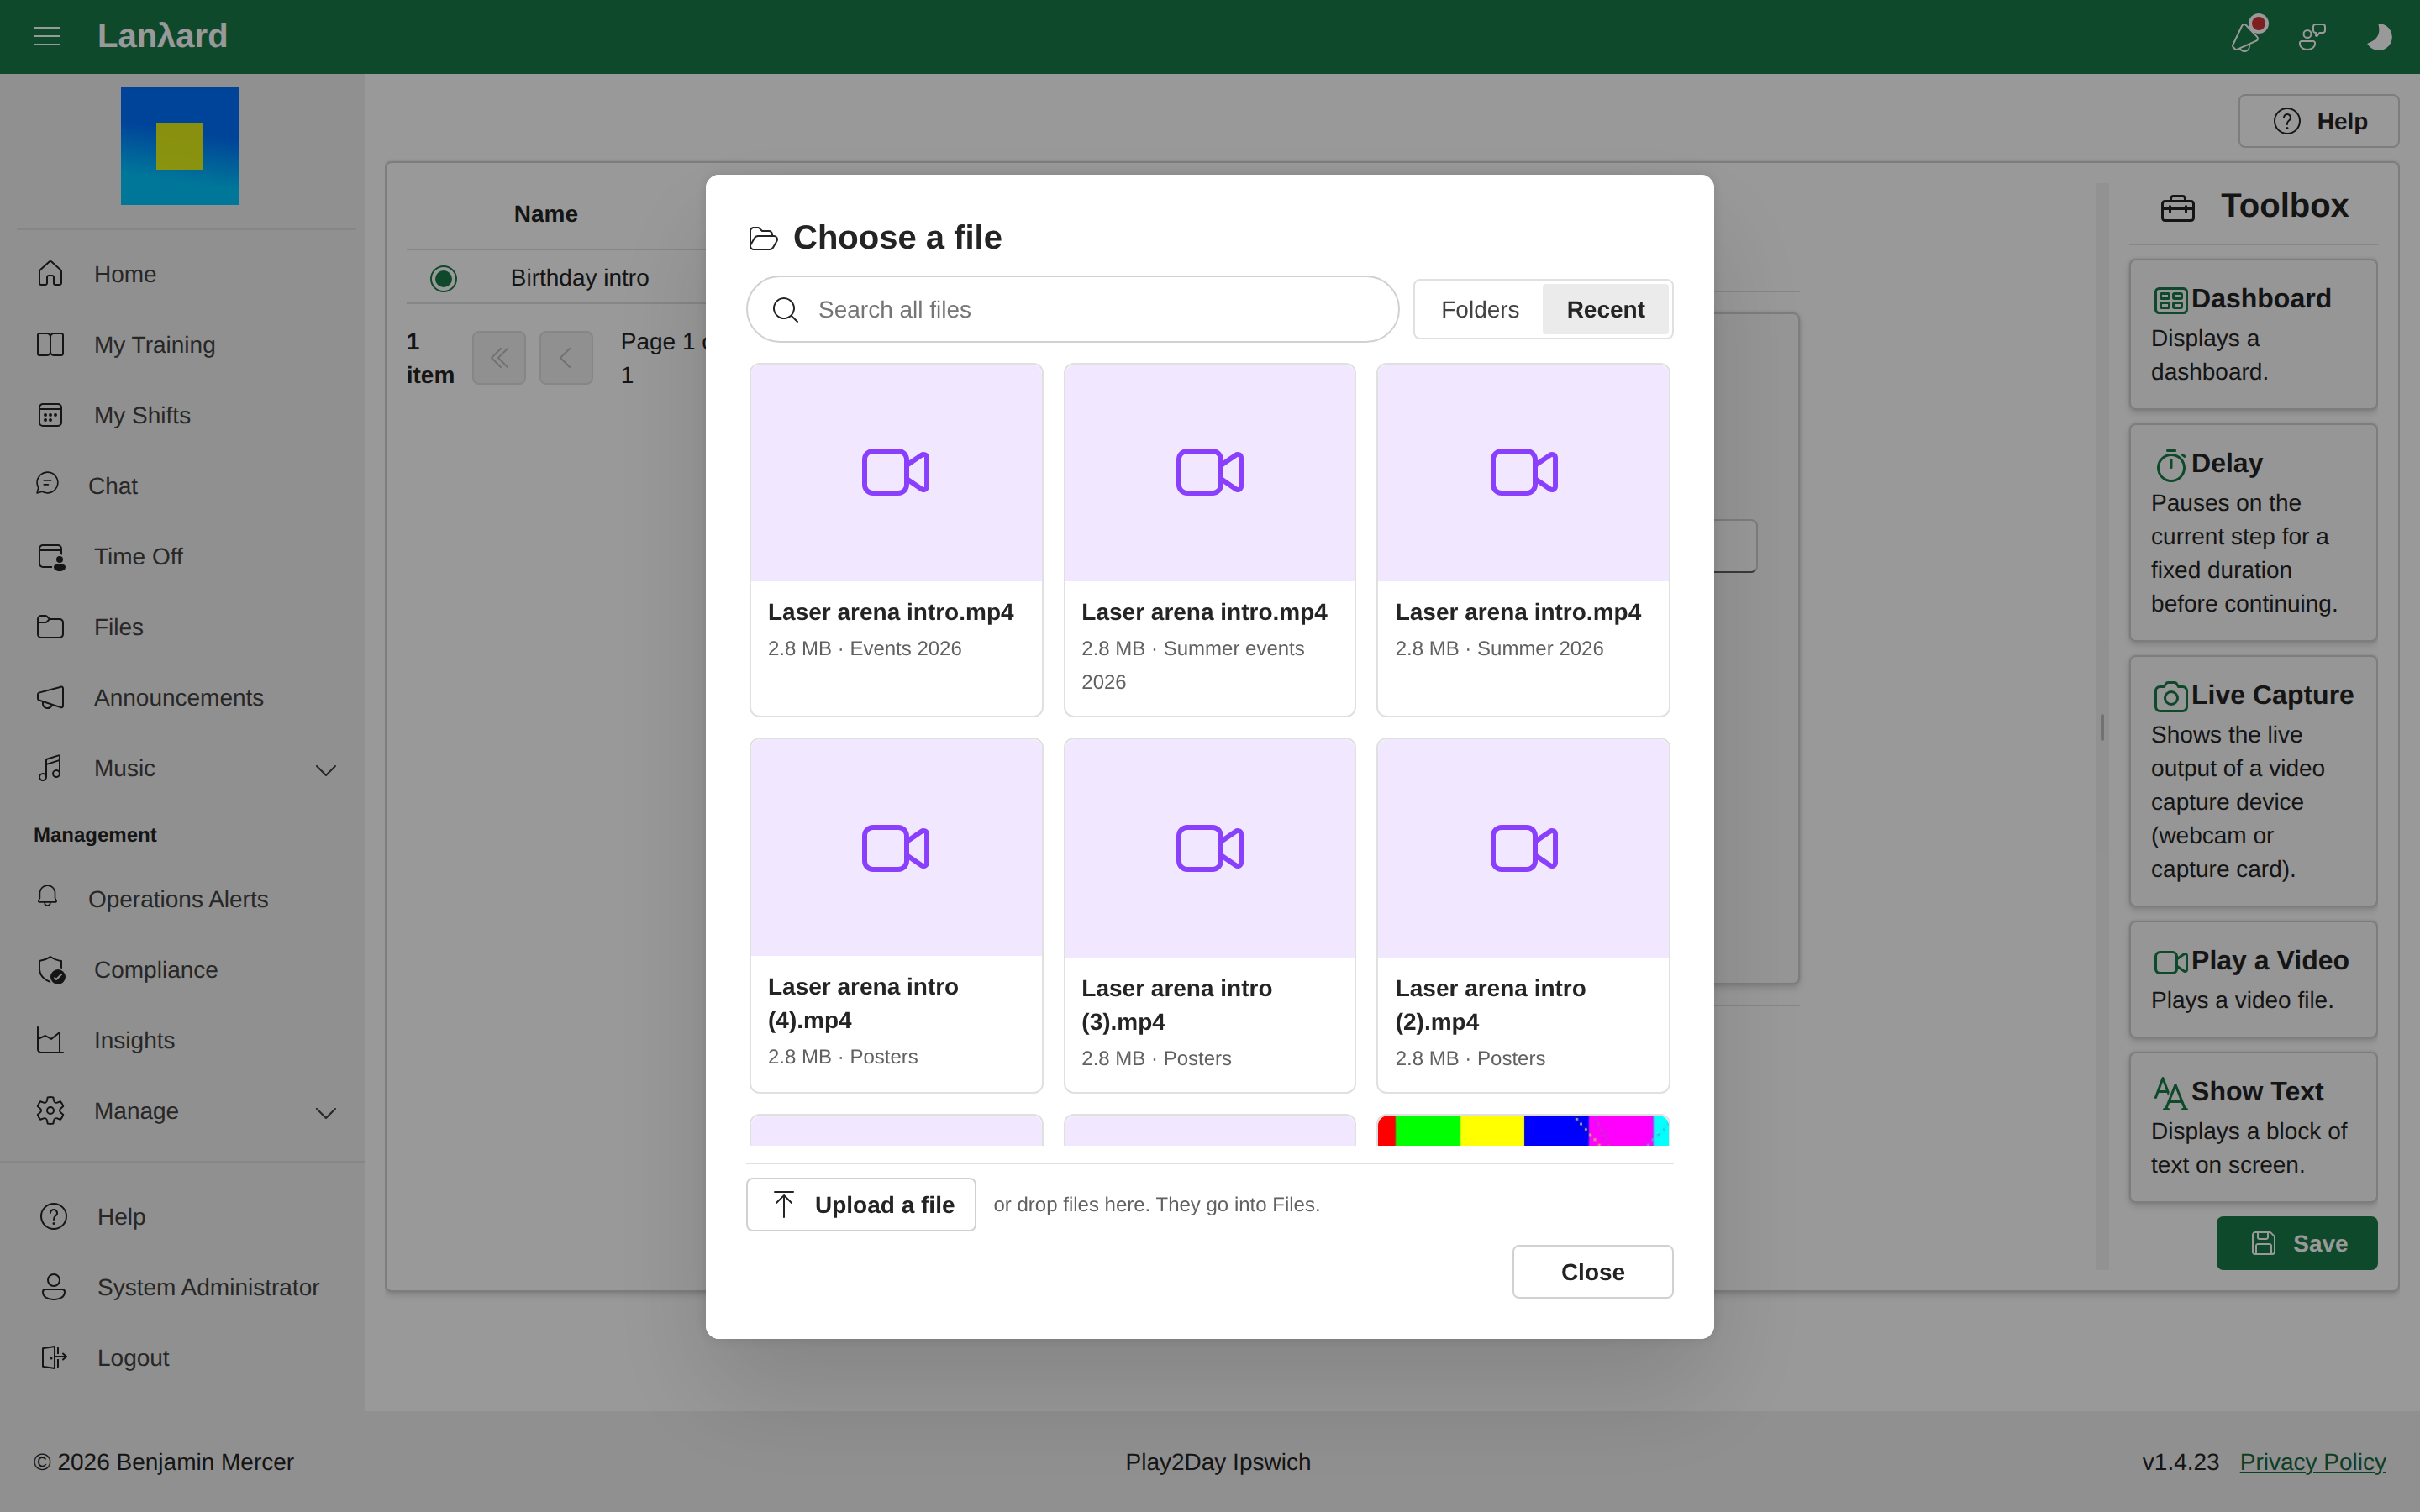 Lanλard
Help
Home
My Training
My Shifts
Chat
Time Off
Files
Announcements
Music
Management
Operations Alerts
Compliance
Insights
Manage
Help
System Administrator
Logout
Name
Birthday intro
1
item
Page 1
1
Choose a file
Search all files
Folders
Recent
Laser arena intro.mp4
2.8 MB · Events 2026
Laser arena intro.mp4
2.8 MB · Summer events
2026
Laser arena intro.mp4
2.8 MB · Summer 2026
Laser arena intro
(4).mp4
2.8 MB · Posters
Laser arena intro
(3).mp4
2.8 MB · Posters
Laser arena intro
(2).mp4
2.8 MB · Posters
Upload a file
or drop files here. They go into Files.
Close
Toolbox
Dashboard
Displays a
dashboard.
Delay
Pauses on the
current step for a
fixed duration
before continuing.
Live Capture
Shows the live
output of a video
capture device
(webcam or
capture card).
Play a Video
Plays a video file.
Show Text
Displays a block of
text on screen.
Save
© 2026 Benjamin Mercer
Play2Day Ipswich
v1.4.23
Privacy Policy